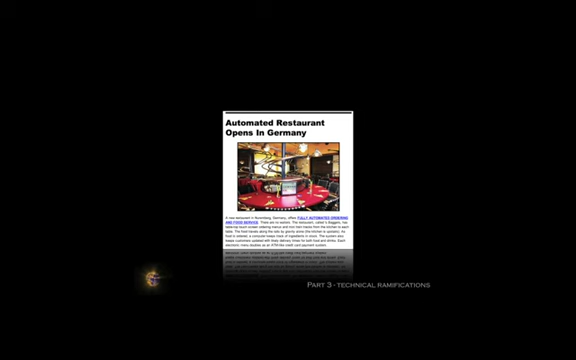 Automated Restaurant
Opens In Germany
A new restaurant in Nuremberg, Germany, offers FULLY AUTOMATED ORDERING
AND FOOD SERVICE. There are no waiters. The restaurant, called 's Baggers, has
table-top touch screen ordering menus and twin train tracks from the kitchen to each
table. The food travels along the rails by gravity alone (the kitchen is upstairs). As
food is ordered, a computer keeps track of ingredients in stock. The system also
keeps customers updated with likely delivery times for both food and drinks. Each
electronic menu doubles as an ATM-like credit card payment system.
Part 3 - technical ramifications